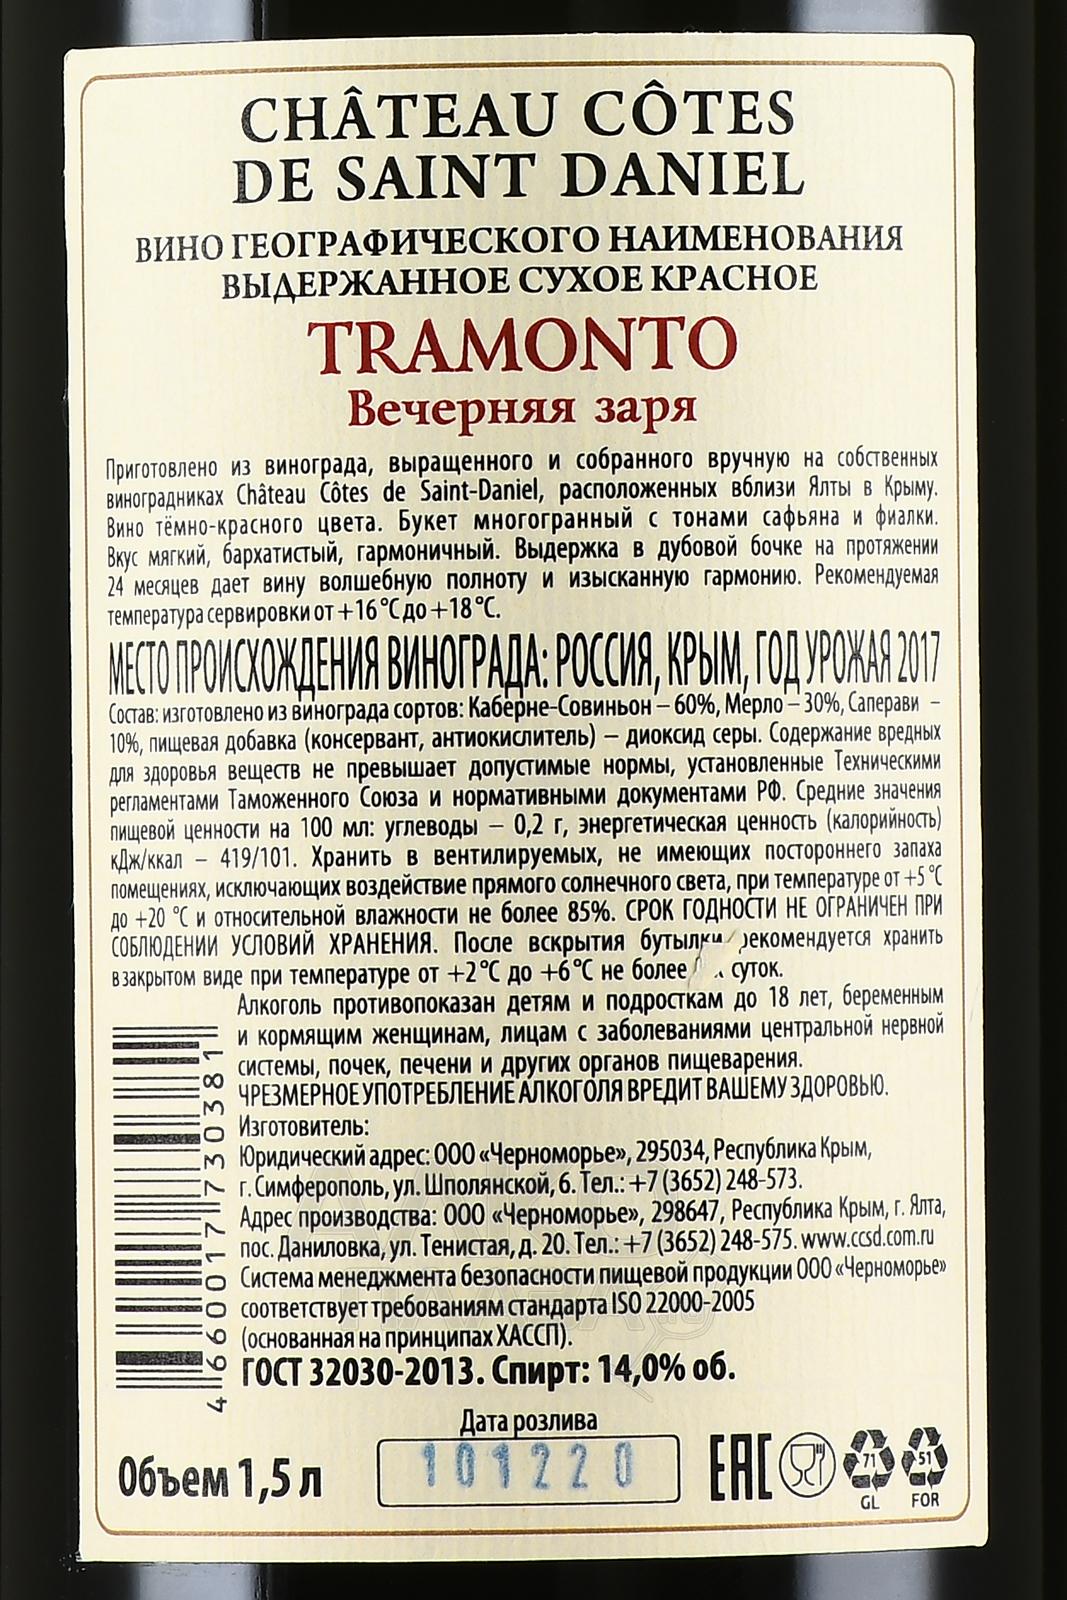 CHÂTEAU CÔTES
DE SAINT DANIEL
ВИНО ГЕОГРАФИЧЕСКОГО НАИМЕНОВАНИЯ
ВЫДЕРЖАННОЕ СУХОЕ КРАСНОЕ
TRAMONTO
Вечерняя заря
Приготовлено из винограда, выращенного и собранного вручную на собственных
виноградниках Château Côtes de Saint-Daniel, расположенных вблизи Ялты в Крыму.
Вино тёмно-красного цвета. Букет многогранный с тонами сафьяна и фиалки.
Вкус мягкий, бархатистый, гармоничный. Выдержка в дубовой бочке на протяжении
24 месяцев дает вину волшебную полноту и изысканную гармонию. Рекомендуемая
температура сервировки от +16 °С до +18 °С.
МЕСТО ПРОИСХОЖДЕНИЯ ВИНОГРАДА: РОССИЯ, КРЫМ, ГОД УРОЖАЯ 2017
Состав: изготовлено из винограда сортов: Каберне-Совиньон – 60%, Мерло – 30%, Саперави –
10%, пищевая добавка (консервант, антиокислитель) – диоксид серы. Содержание вредных
для здоровья веществ не превышает допустимые нормы, установленные Техническими
регламентами Таможенного Союза и нормативными документами РФ. Средние значения
пищевой ценности на 100 мл: углеводы – 0,2 г, энергетическая ценность (калорийность)
кДж/ккал – 419/101. Хранить в вентилируемых, не имеющих постороннего запаха
помещениях, исключающих воздействие прямого солнечного света, при температуре от +5 °С
до +20 °С и относительной влажности не более 85%. СРОК ГОДНОСТИ НЕ ОГРАНИЧЕН ПРИ
СОБЛЮДЕНИИ УСЛОВИЙ ХРАНЕНИЯ. После вскрытия бутылки рекомендуется хранить
в закрытом виде при температуре от +2 °С до +6 °С не более суток.
Алкоголь противопоказан детям и подросткам до 18 лет, беременным
и кормящим женщинам, лицам с заболеваниями центральной нервной
системы, почек, печени и других органов пищеварения.
ЧРЕЗМЕРНОЕ УПОТРЕБЛЕНИЕ АЛКОГОЛЯ ВРЕДИТ ВАШЕМУ ЗДОРОВЬЮ.
Изготовитель:
Юридический адрес: ООО «Черноморье», 295034, Республика Крым,
г. Симферополь, ул. Шполянской, 6. Тел.: +7 (3652) 248-573.
Адрес производства: ООО «Черноморье», 298647, Республика Крым, г. Ялта,
пос. Даниловка, ул. Тенистая, д. 20. Тел.: +7 (3652) 248-575. www.ccsd.com.ru
Система менеджмента безопасности пищевой продукции ООО «Черноморье»
соответствует требованиям стандарта ISO 22000-2005
(основанная на принципах ХАССП).
ГОСТ 32030-2013. Спирт: 14,0% об.
4 660017 730381
Дата розлива
101220
Объем 1,5 л
ЕАС
71
GL
51
FOR